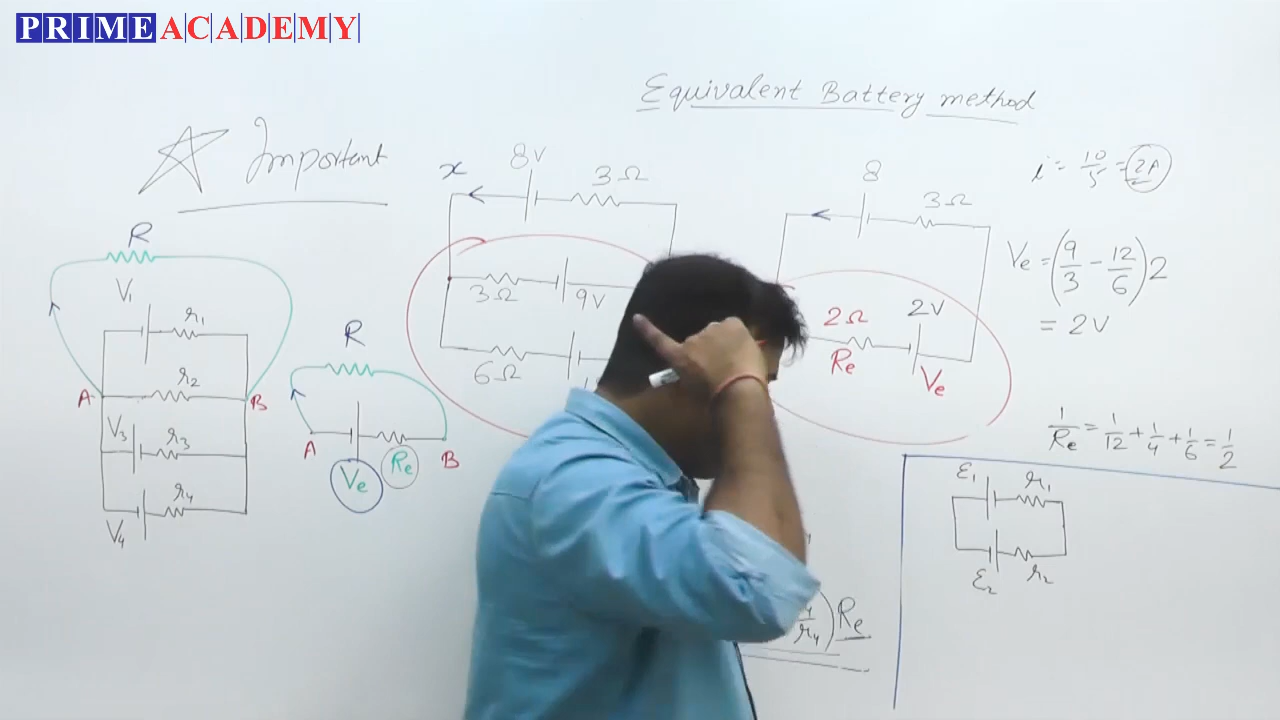 PRIME ACADEMY
Equivalent Battery method
Important
R
V₁
r₁
r₂
A
B
V₃
r₃
r₄
V₄
R
A
Vₑ
Rₑ
B
x
8V
3Ω
3Ω
9V
6Ω
8
3Ω
2Ω
2V
Rₑ
Vₑ
i = 10/5 = 2A
Vₑ = (9/3 − 12/6) 2
= 2V
1/Rₑ = 1/12 + 1/4 + 1/6 = 1/2
ℰ₁
r₁
ℰ₂
r₂
r₄) Rₑ